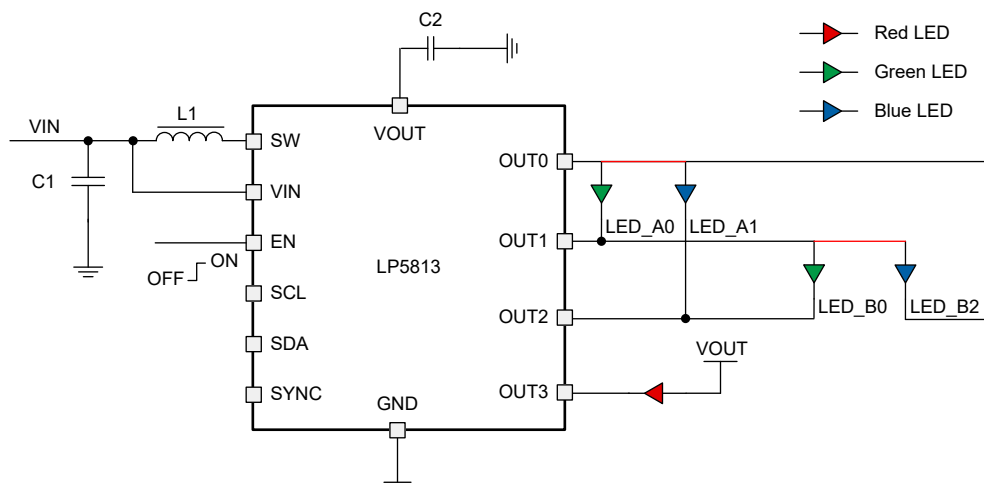 C2
Red LED
Green LED
Blue LED
VIN
L1
C1
VOUT
SW
VIN
EN
OFF
ON
SCL
SDA
SYNC
GND
LP5813
OUT0
OUT1
OUT2
OUT3
LED_A0
LED_A1
LED_B0
LED_B2
VOUT